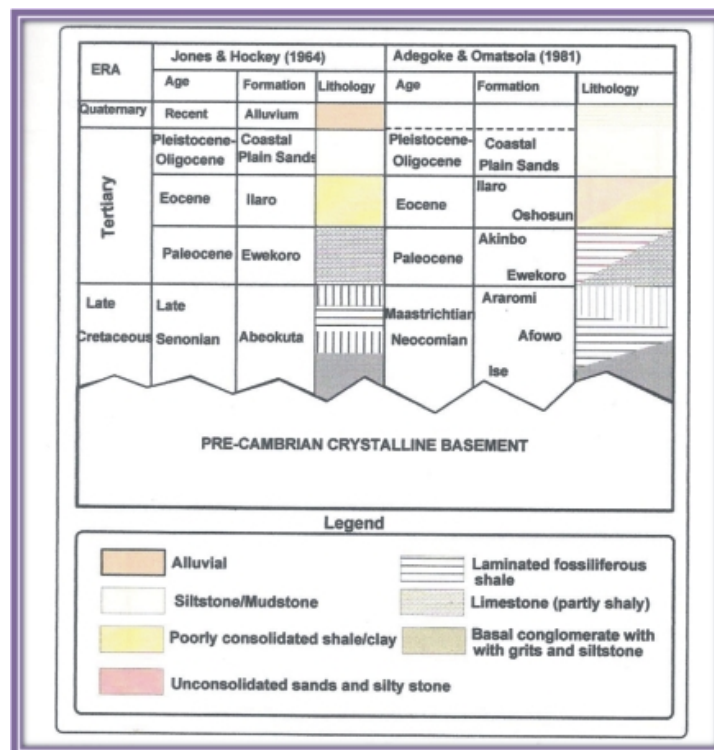 ERA
Jones & Hockey (1964)
Adegoke & Omatsola (1981)
Age
Formation
Lithology
Age
Formation
Lithology
Quaternary
Recent
Alluvium
Tertiary
Pleistocene-
Oligocene
Coastal
Plain Sands
Pleistocene-
Oligocene
Coastal
Plain Sands
Eocene
Ilaro
Eocene
Ilaro
Oshosun
Paleocene
Ewekoro
Paleocene
Akinbo
Ewekoro
Late
Cretaceous
Late
Senonian
Abeokuta
Maastrichtian
Neocomian
Araromi
Afowo
Ise
PRE-CAMBRIAN CRYSTALLINE BASEMENT
Legend
Alluvial
Siltstone/Mudstone
Poorly consolidated shale/clay
Unconsolidated sands and silty stone
Laminated fossiliferous
shale
Limestone (partly shaly)
Basal conglomerate with
with grits and siltstone